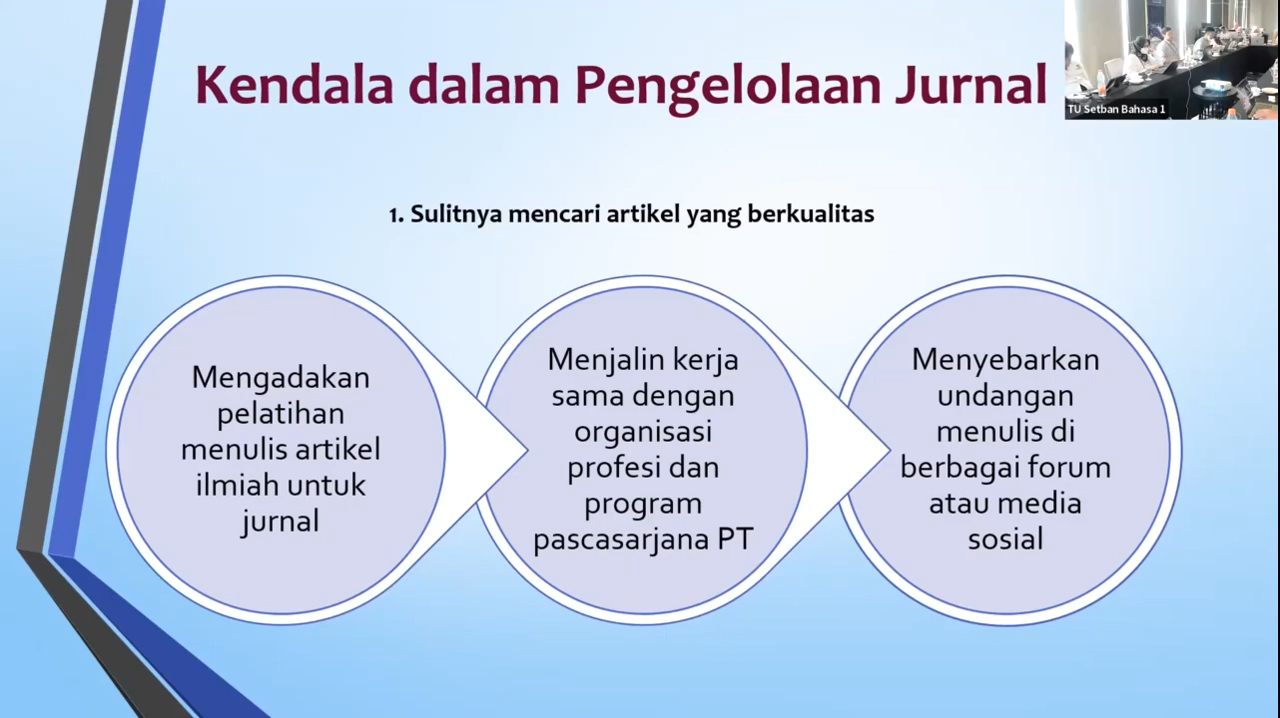 Kendala dalam Pengelolaan Jurnal
TU Setban Bahasa 1
1. Sulitnya mencari artikel yang berkualitas
Mengadakan
pelatihan
menulis artikel
ilmiah untuk
jurnal
Menjalin kerja
sama dengan
organisasi
profesi dan
program
pascasarjana PT
Menyebarkan
undangan
menulis di
berbagai forum
atau media
sosial